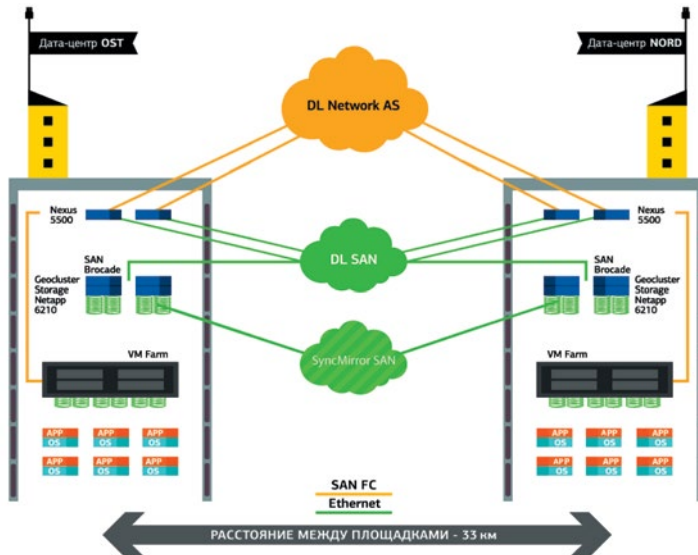 Дата-центр OST
Дата-центр NORD
DL Network AS
Nexus
5500
Nexus
5500
DL SAN
SAN
Brocade
Geocluster
Storage
Netapp
6210
SAN
Brocade
Geocluster
Storage
Netapp
6210
SyncMirror SAN
VM Farm
VM Farm
APP APP APP
OS OS OS
APP APP APP
OS OS OS
APP APP APP
OS OS OS
APP APP APP
OS OS OS
SAN FC
Ethernet
РАССТОЯНИЕ МЕЖДУ ПЛОЩАДКАМИ - 33 км